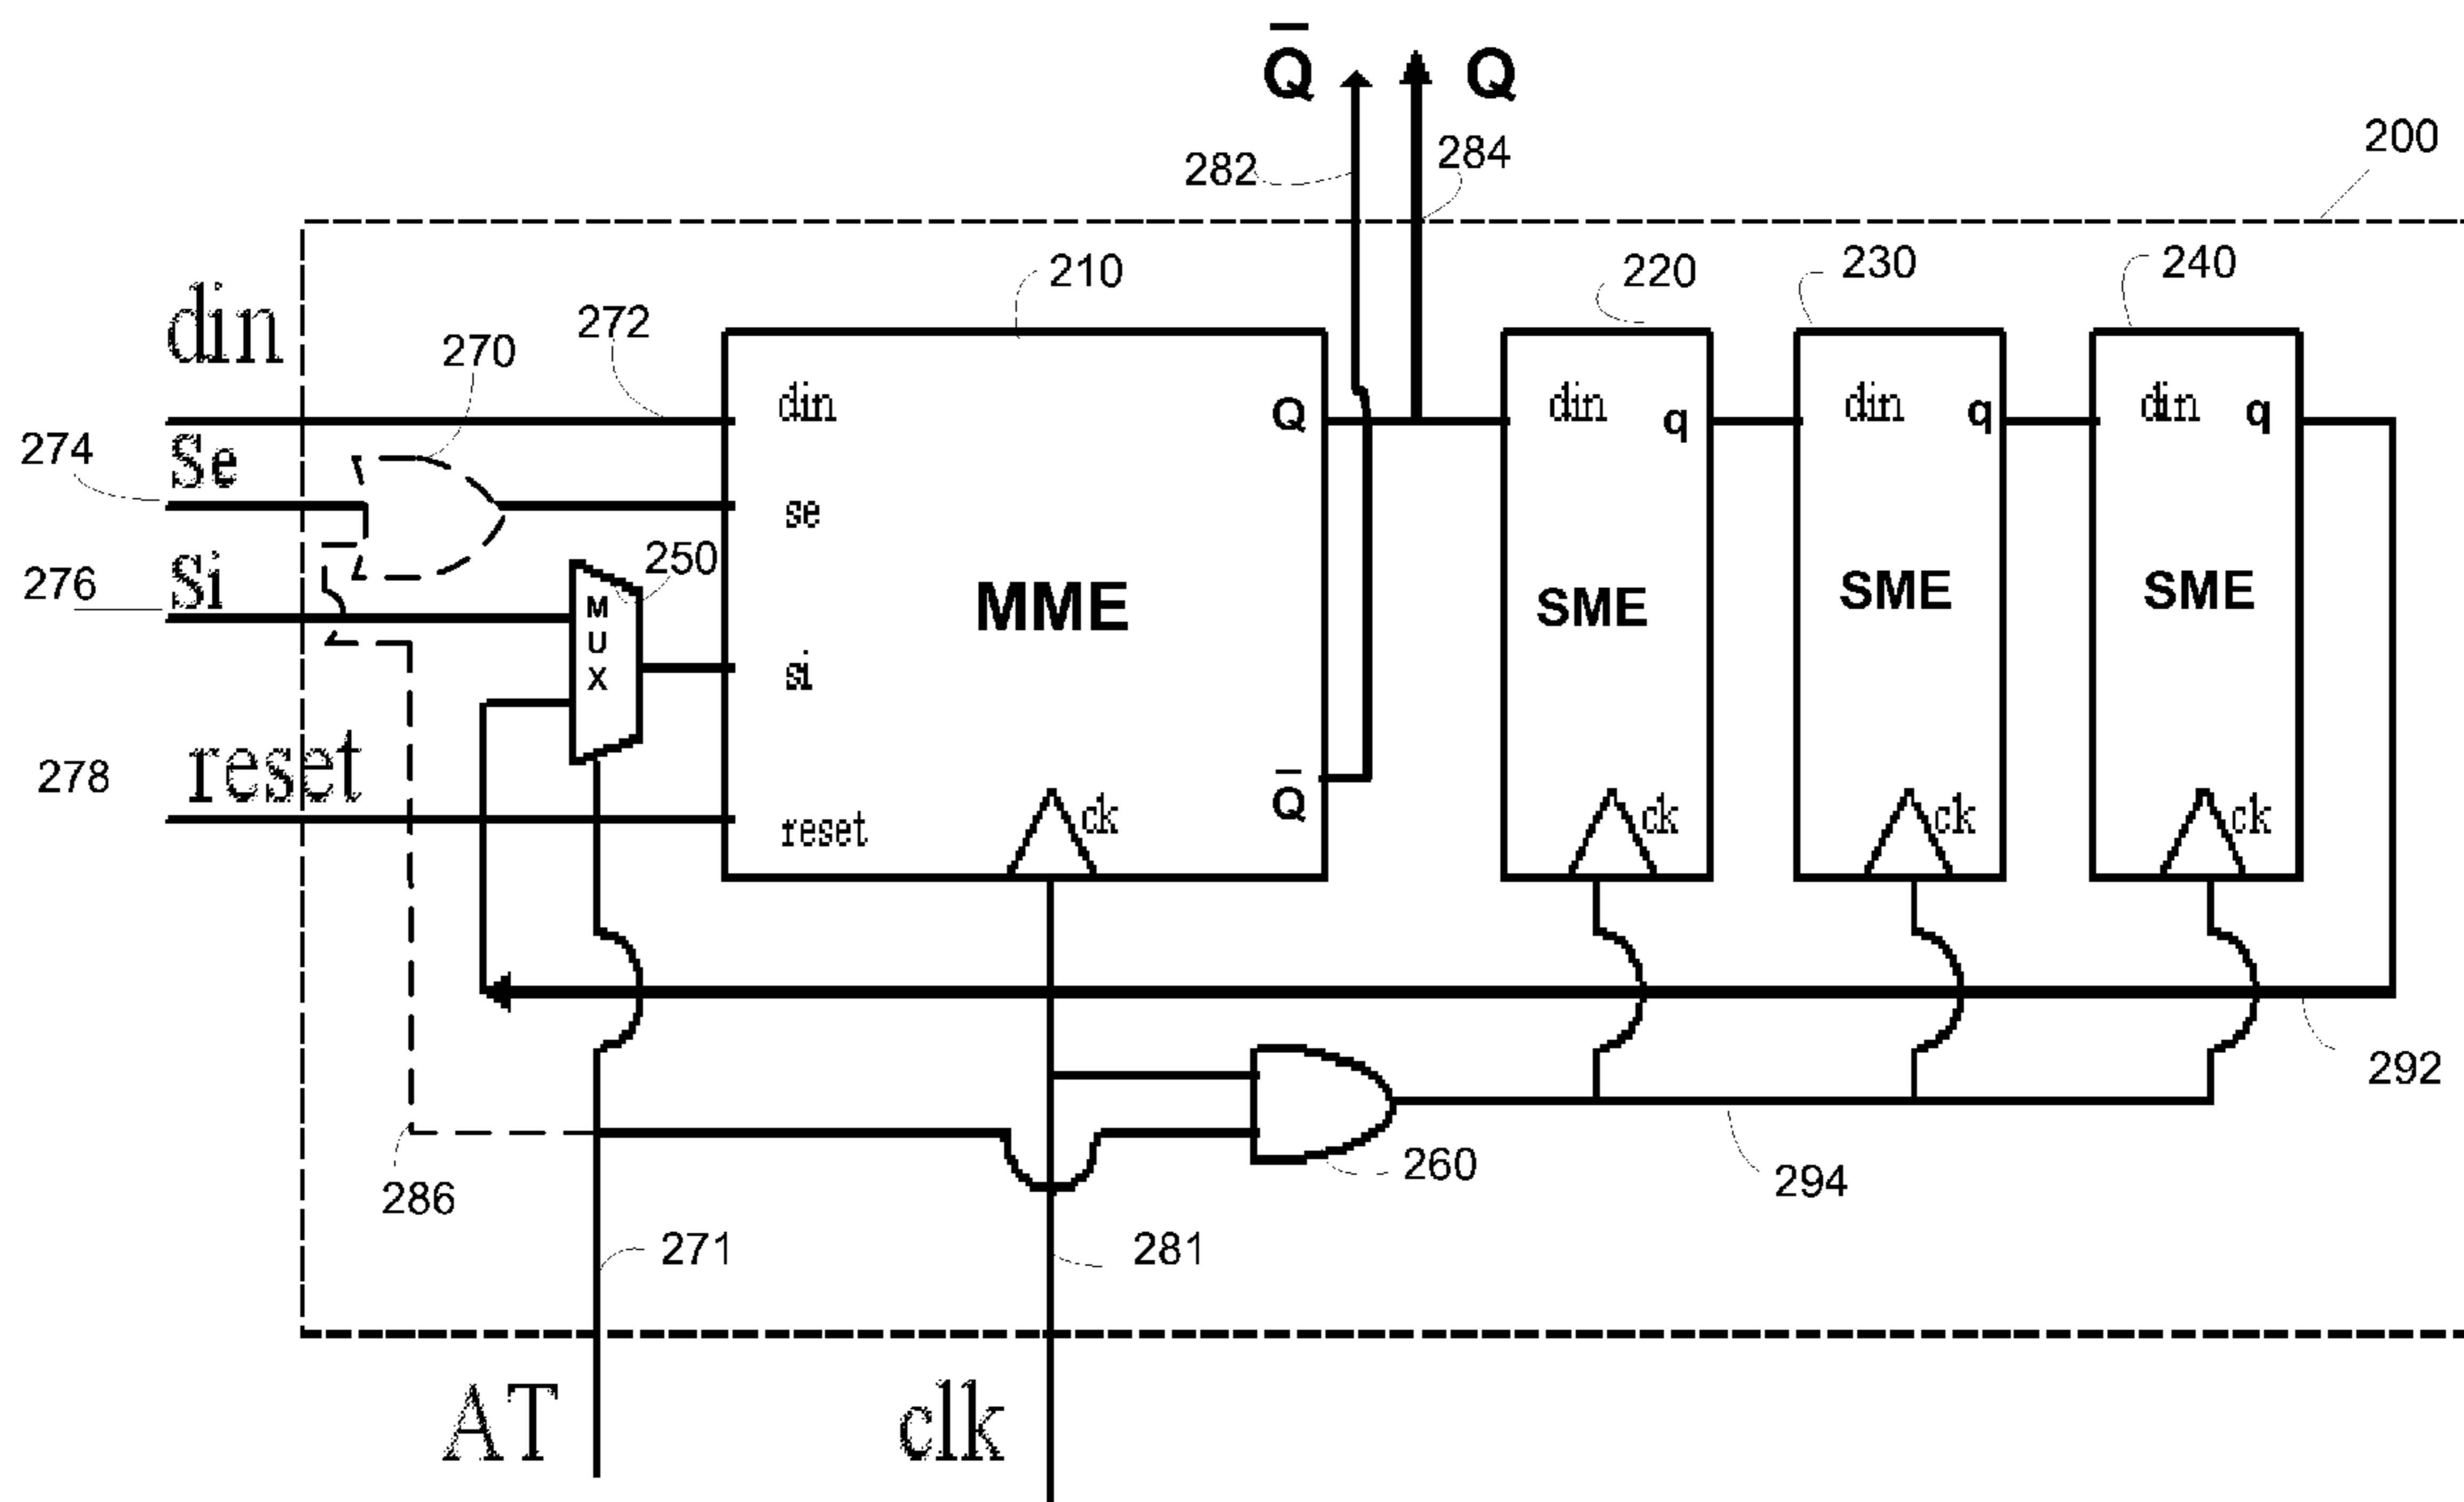 Q̅ Q
200
282 284
210 220 230 240
din 272
270
din Q din q din q din q
274 Se
se
276 Si 250
MUX
MME SME SME SME
si
reset
278
Q̅
reset ck ck ck ck
292
260
294
286
271 281
AT clk